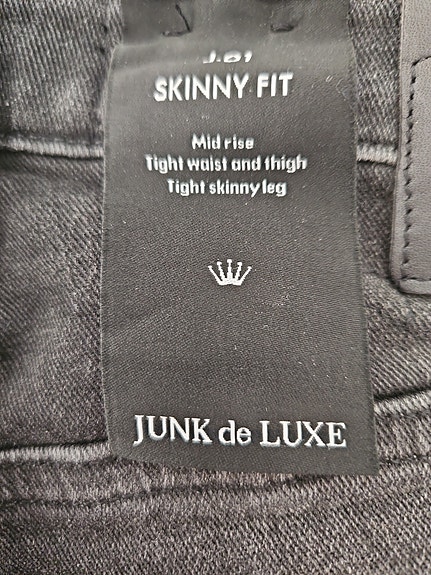 SKINNY FIT
Mid rise
Tight waist and thigh
Tight skinny leg
JUNK de LUXE